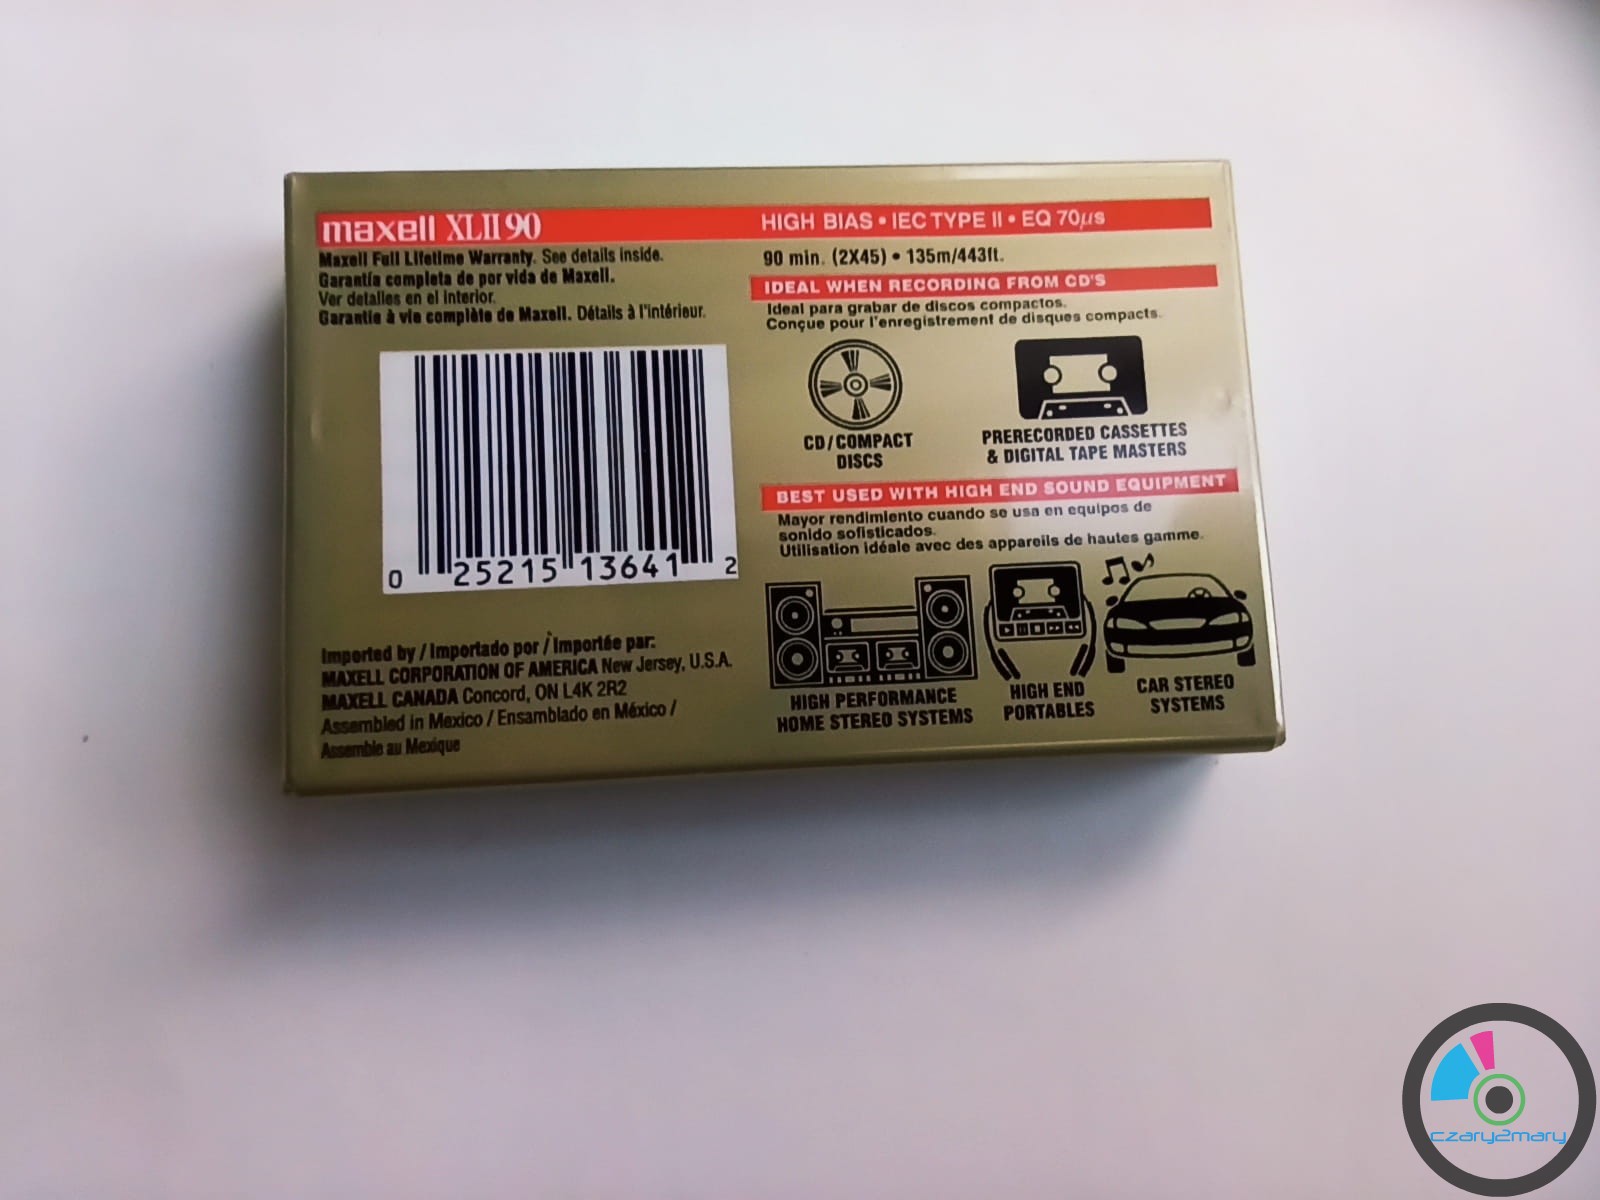 maxell XLII 90
Maxell Full Lifetime Warranty. See details inside.
Garantía completa de por vida de Maxell.
Ver detalles en el interior.
Garantie à vie complète de Maxell. Détails à l'intérieur.
0 25215 13641 2
Imported by / Importado por / Importée par:
MAXELL CORPORATION OF AMERICA New Jersey, U.S.A.
MAXELL CANADA Concord, ON L4K 2R2
Assembled in Mexico / Ensamblado en México /
Assemble au Mexique
HIGH BIAS • IEC TYPE II • EQ 70µs
90 min. (2X45) • 135m/443ft.
IDEAL WHEN RECORDING FROM CD'S
Ideal para grabar de discos compactos.
Conçue pour l'enregistrement de disques compacts.
CD/COMPACT
DISCS
PRERECORDED CASSETTES
& DIGITAL TAPE MASTERS
BEST USED WITH HIGH END SOUND EQUIPMENT
Mayor rendimiento cuando se usa en equipos de
sonido sofisticados.
Utilisation idéale avec des appareils de hautes gamme.
HIGH PERFORMANCE
HOME STEREO SYSTEMS
HIGH END
PORTABLES
CAR STEREO
SYSTEMS
czary2mary